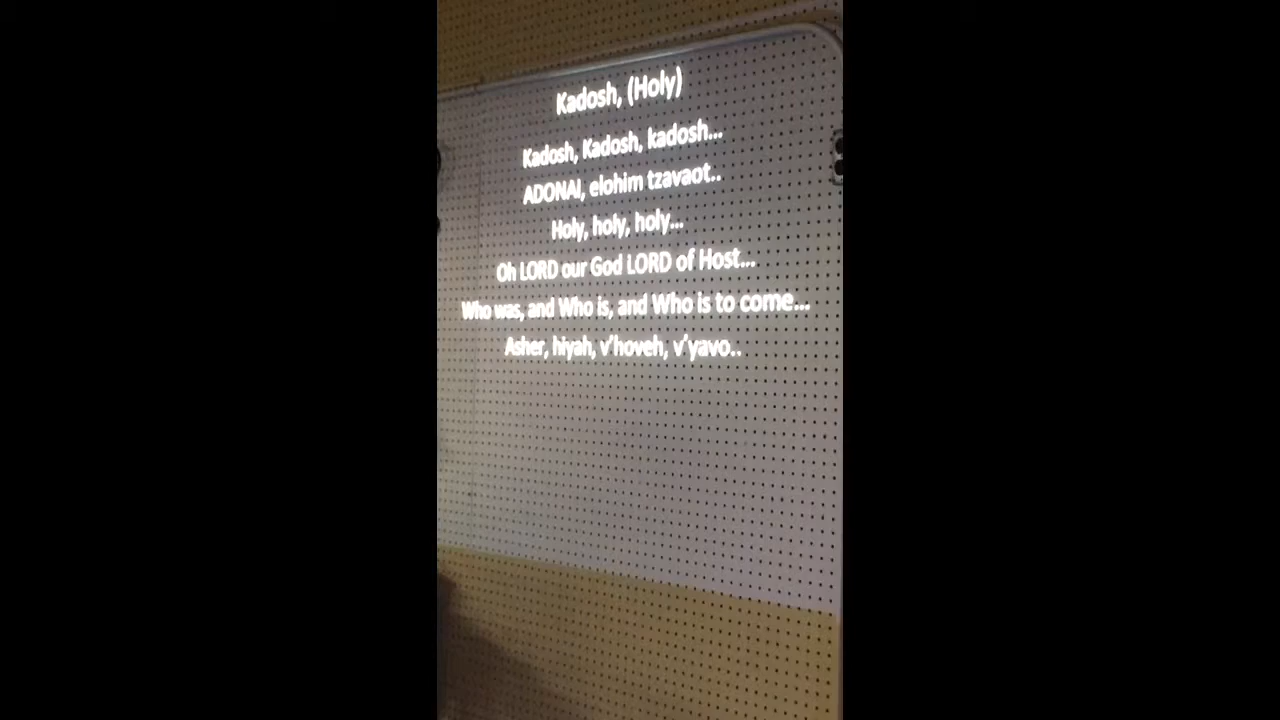 Kadosh, (Holy)
Kadosh, Kadosh, kadosh...
ADONAI, elohim tzavaot..
Holy, holy, holy...
Oh LORD our God LORD of Host...
Who was, and Who is, and Who is to come...
Asher, hiyah, v'hoveh, v'yavo..